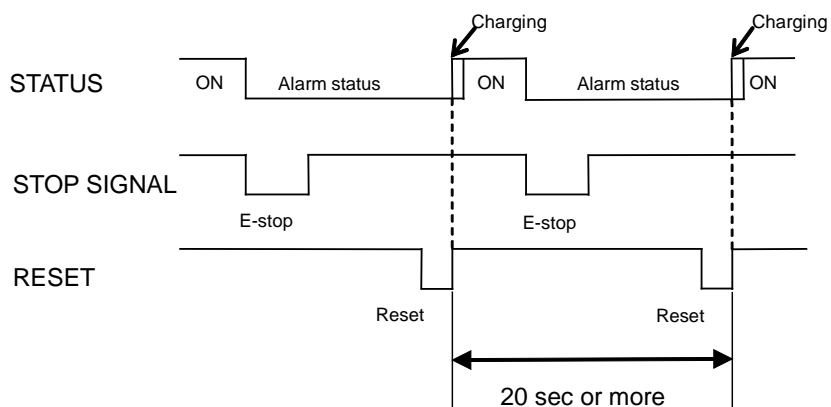 Charging
Charging
STATUS
ON
Alarm status
ON
Alarm status
ON
STOP SIGNAL
E-stop
E-stop
RESET
Reset
Reset
20 sec or more